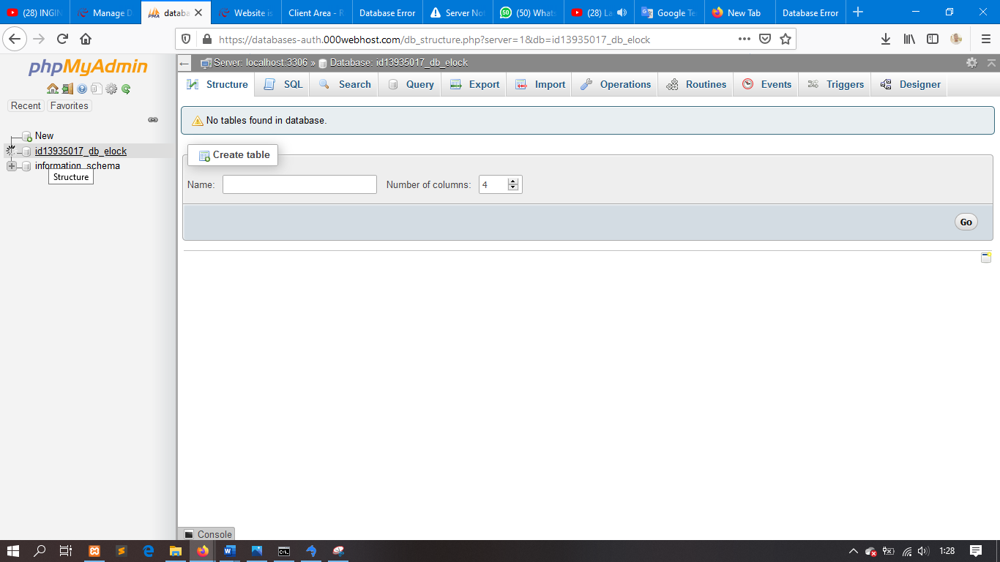 (28) INGIN
Manage D
databa
Website is
Client Area - R
Database Error
Server No
50
(50) Whats
(28) La
Google Te
New Tab
Database Error
https://databases-auth.000webhost.com/db_structure.php?server=1&db=id13935017_db_elock
phpMyAdmin
Recent
Favorites
New
id13935017_db_elock
information_schema
Structure
Server: localhost:3306 » Database: id13935017_db_elock
Structure
SQL
Search
Query
Export
Import
Operations
Routines
Events
Triggers
Designer
No tables found in database.
Create table
Name:
Number of columns:
4
Go
Console
1:28